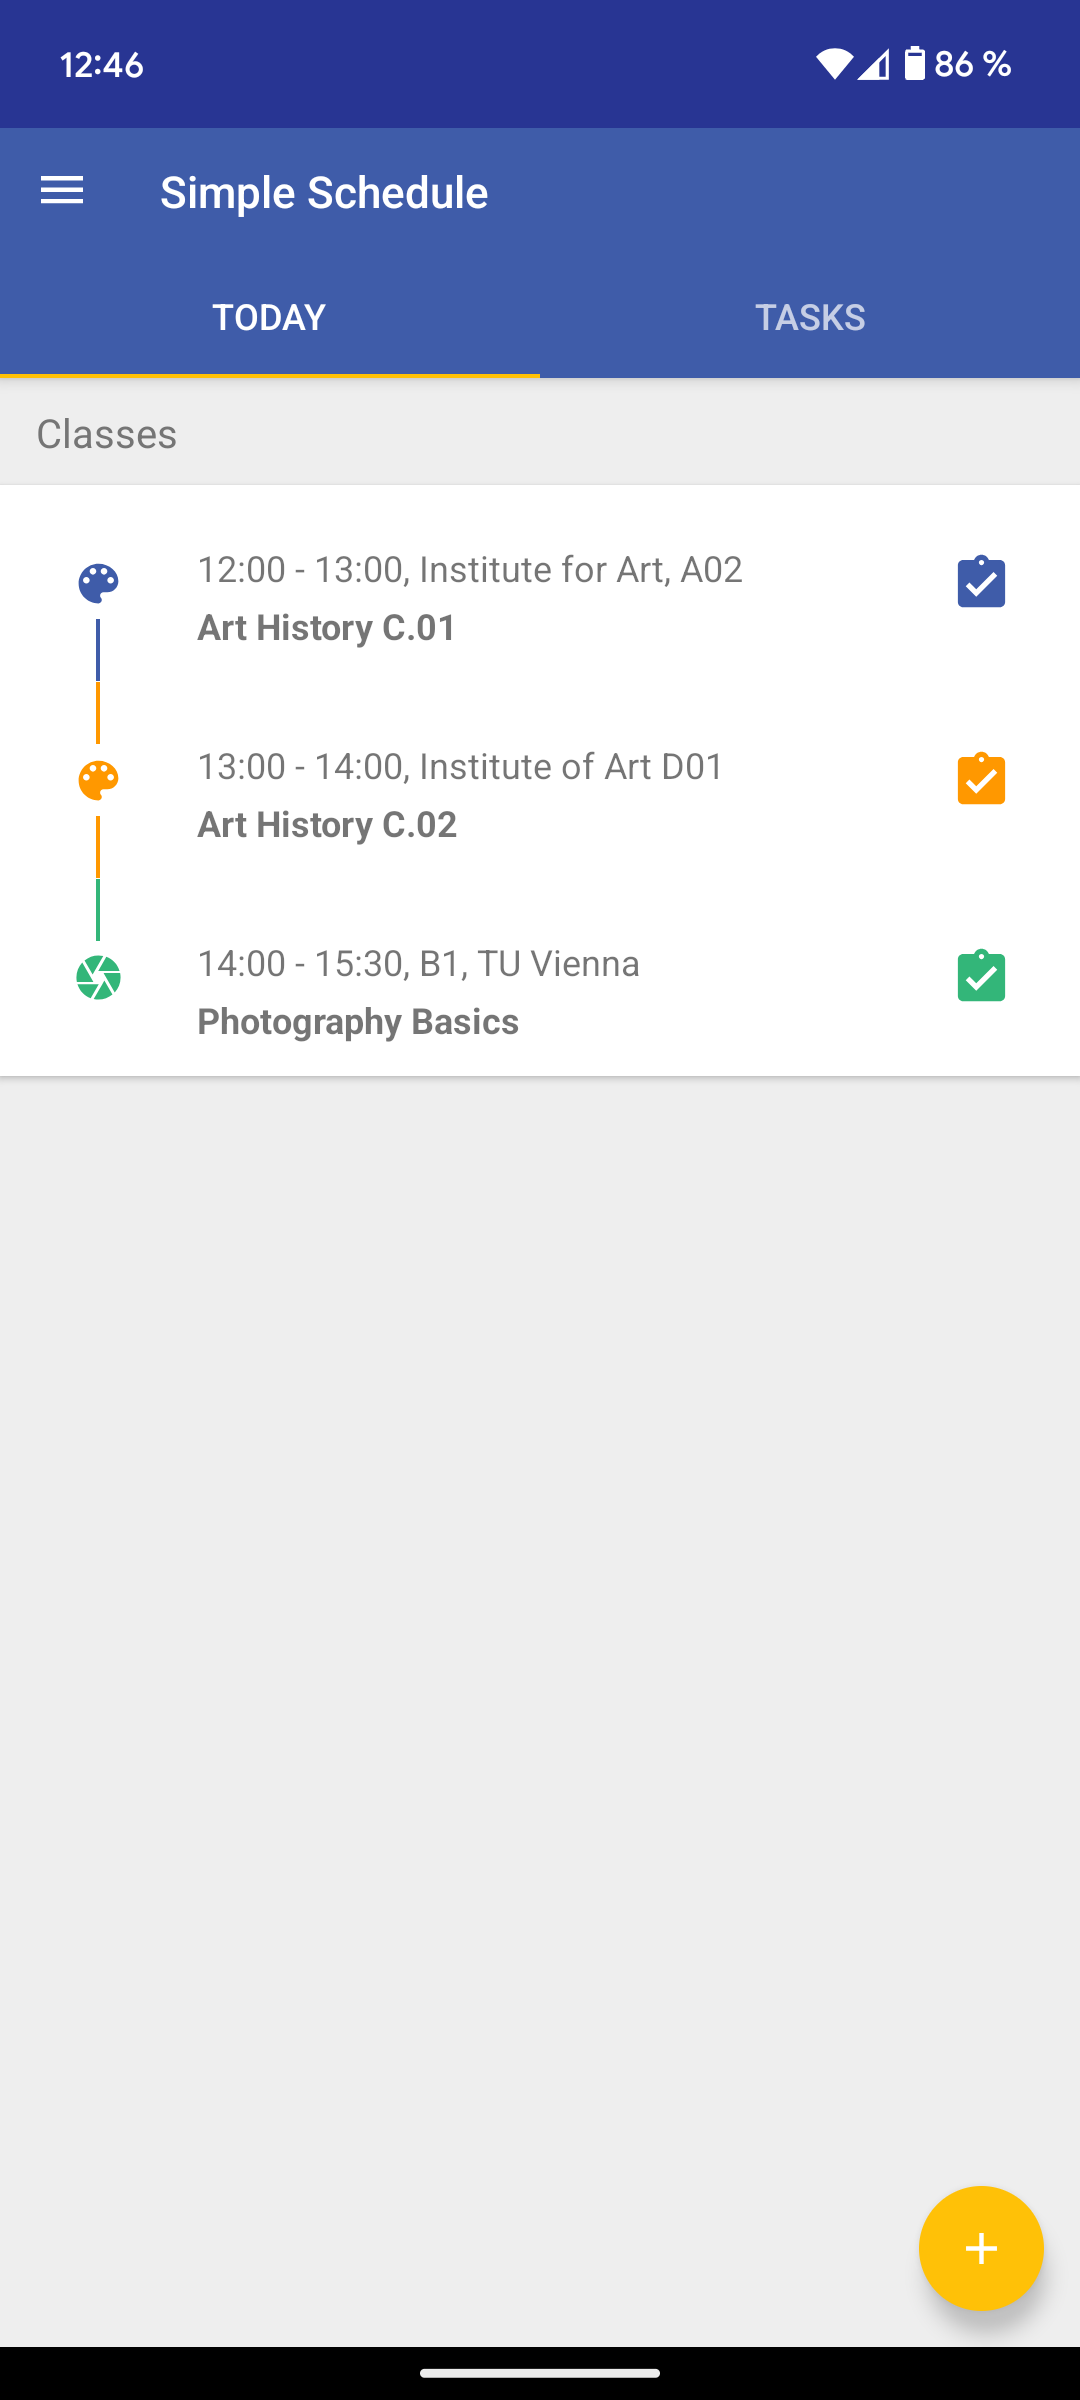 12:46
86 %
Simple Schedule
TODAY
TASKS
Classes
12:00 - 13:00, Institute for Art, A02
Art History C.01
13:00 - 14:00, Institute of Art D01
Art History C.02
14:00 - 15:30, B1, TU Vienna
Photography Basics